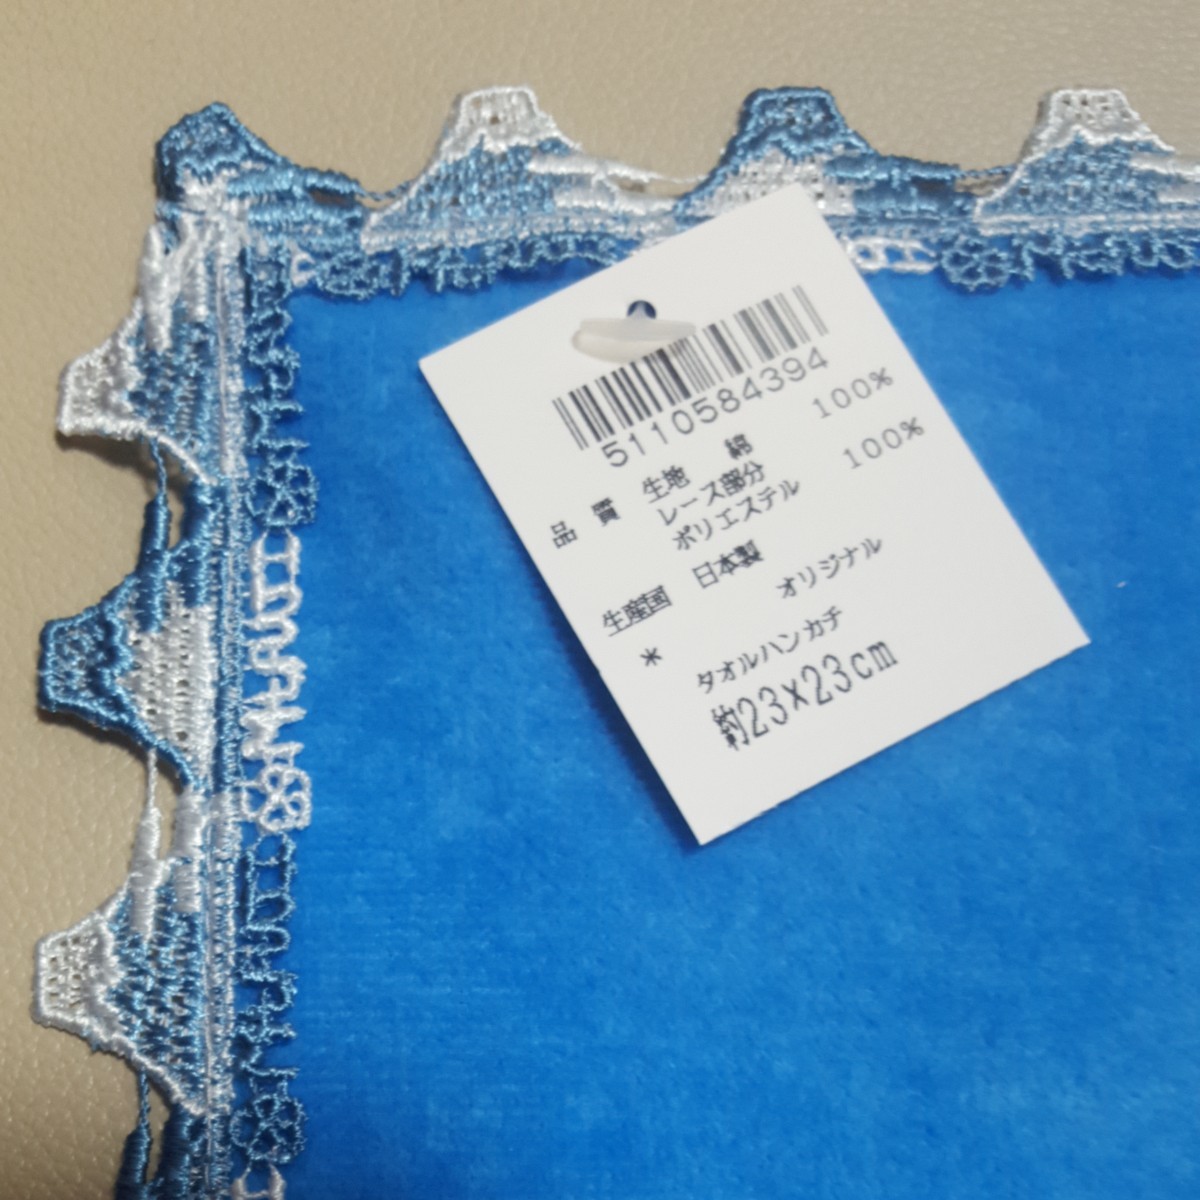 5110584394
品 質 生地 綿 100%
レース部分
ポリエステル 100%
生産国 日本製
* オリジナル
タオルハンカチ
約23×23cm